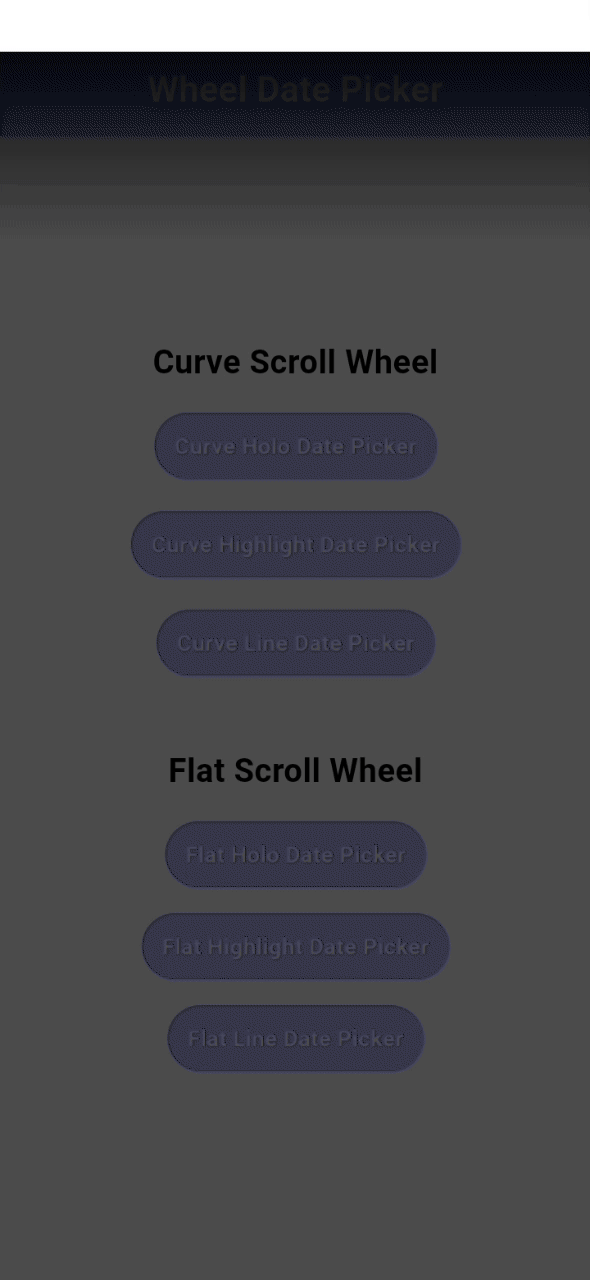 Wheel Date Picker
Curve Scroll Wheel
Curve Holo Date Picker
Curve Highlight Date Picker
Curve Line Date Picker
Flat Scroll Wheel
Flat Holo Date Picker
Flat Highlight Date Picker
Flat Line Date Picker